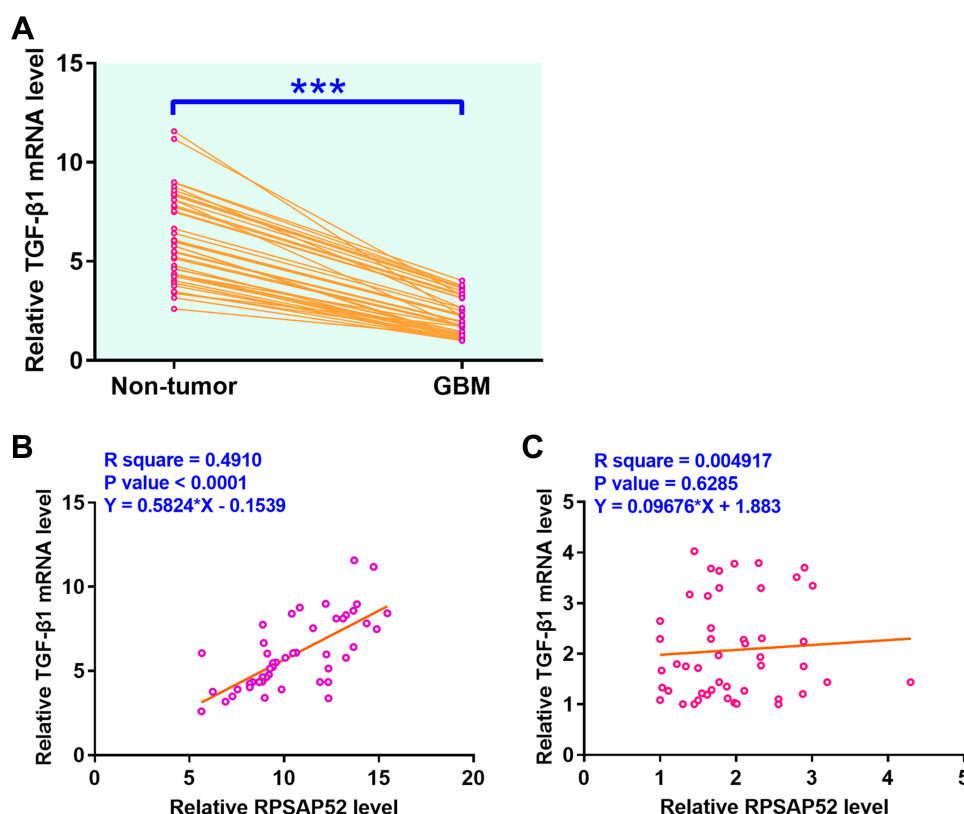 A
Relative TGF-β1 mRNA level
15
10
5
0
***
Non-tumor
GBM
B
R square = 0.4910
P value < 0.0001
Y = 0.5824*X - 0.1539
Relative TGF-β1 mRNA level
15
10
5
0
0
5
10
15
20
Relative RPSAP52 level
C
R square = 0.004917
P value = 0.6285
Y = 0.09676*X + 1.883
Relative TGF-β1 mRNA level
5
4
3
2
1
0
0
1
2
3
4
5
Relative RPSAP52 level